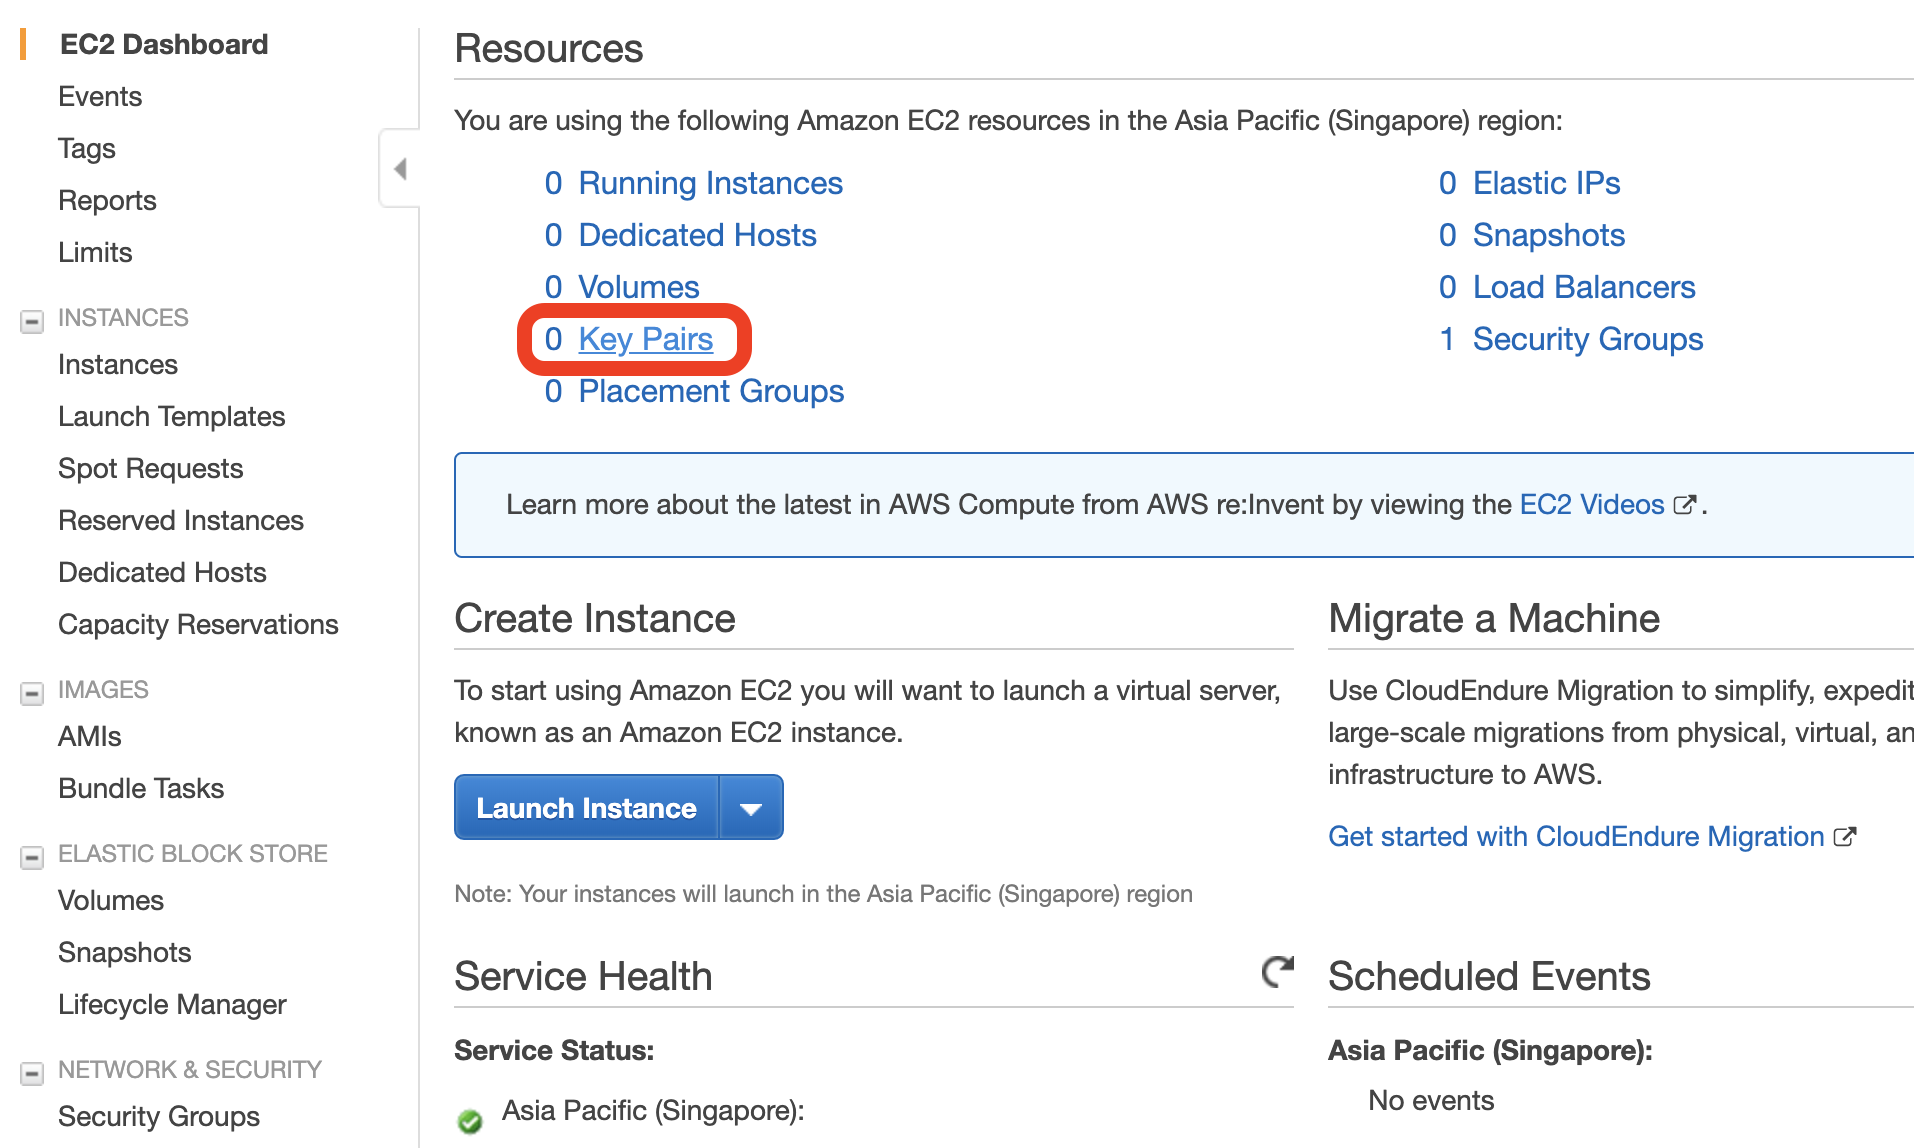 EC2 Dashboard
Events
Tags
Reports
Limits
INSTANCES
Instances
Launch Templates
Spot Requests
Reserved Instances
Dedicated Hosts
Capacity Reservations
IMAGES
AMIs
Bundle Tasks
ELASTIC BLOCK STORE
Volumes
Snapshots
Lifecycle Manager
NETWORK & SECURITY
Security Groups
Resources
You are using the following Amazon EC2 resources in the Asia Pacific (Singapore) region:
0 Running Instances
0 Dedicated Hosts
0 Volumes
0 Key Pairs
0 Placement Groups
0 Elastic IPs
0 Snapshots
0 Load Balancers
1 Security Groups
Learn more about the latest in AWS Compute from AWS re:Invent by viewing the EC2 Videos.
Create Instance
To start using Amazon EC2 you will want to launch a virtual server,
known as an Amazon EC2 instance.
Launch Instance
Note: Your instances will launch in the Asia Pacific (Singapore) region
Migrate a Machine
Use CloudEndure Migration to simplify, expedit
large-scale migrations from physical, virtual, an
infrastructure to AWS.
Get started with CloudEndure Migration
Service Health
Service Status:
Asia Pacific (Singapore):
Scheduled Events
Asia Pacific (Singapore):
No events